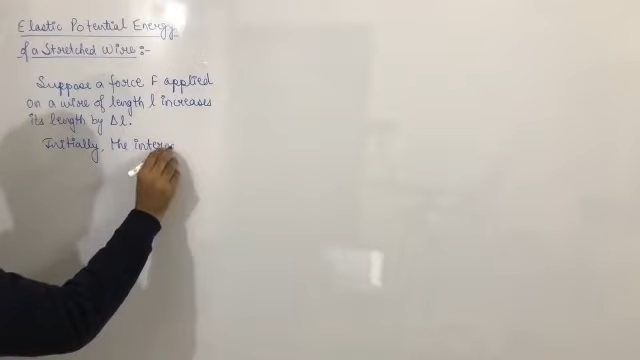 Elastic Potential Energy
of a Stretched Wire:-
Suppose a force F applied
on a wire of length l increases
its length by Δl.
Initially, the inter